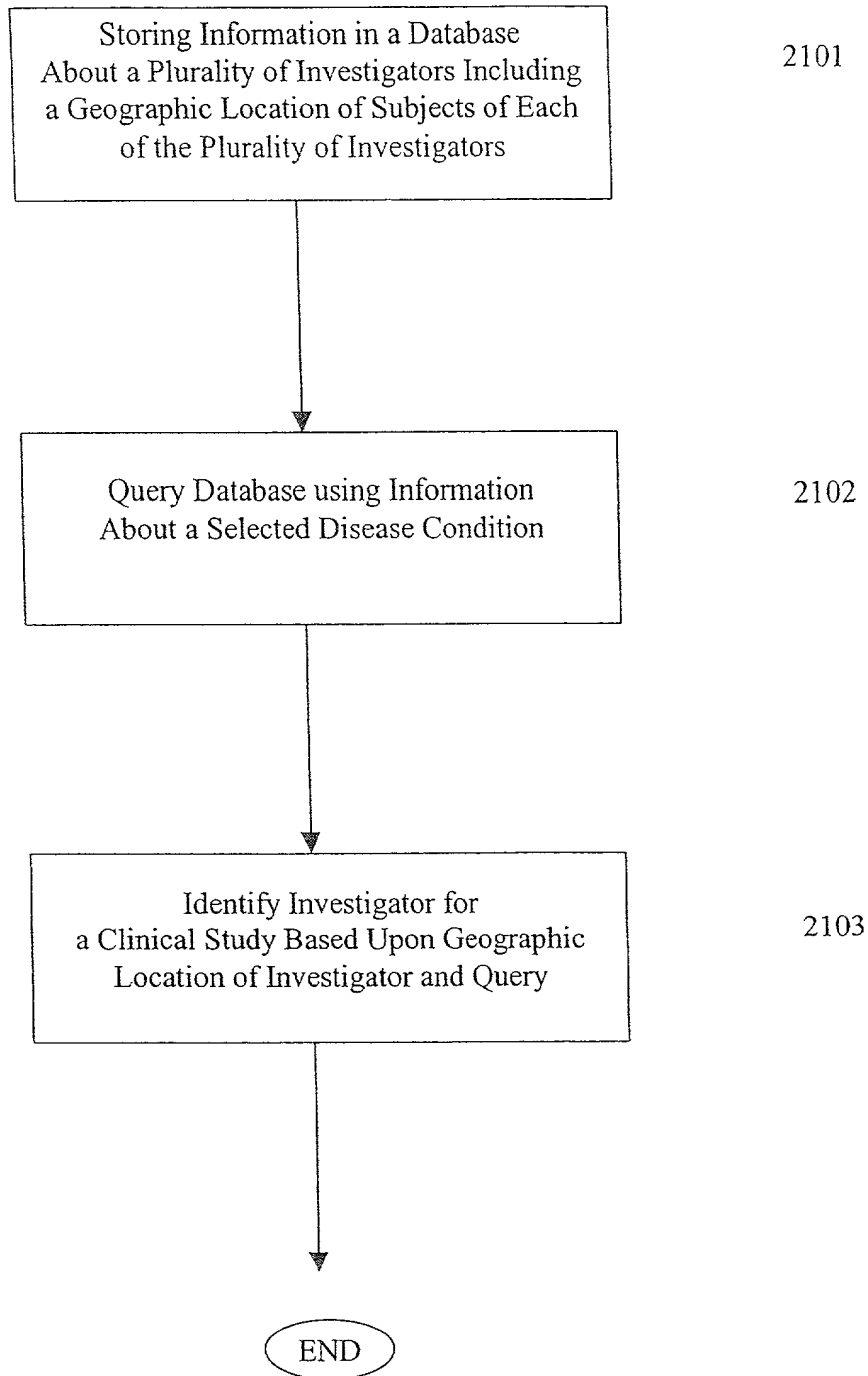 Storing Information in a Database
About a Plurality of Investigators Including
a Geographic Location of Subjects of Each
of the Plurality of Investigators
2101
Query Database using Information
About a Selected Disease Condition
2102
Identify Investigator for
a Clinical Study Based Upon Geographic
Location of Investigator and Query
2103
END